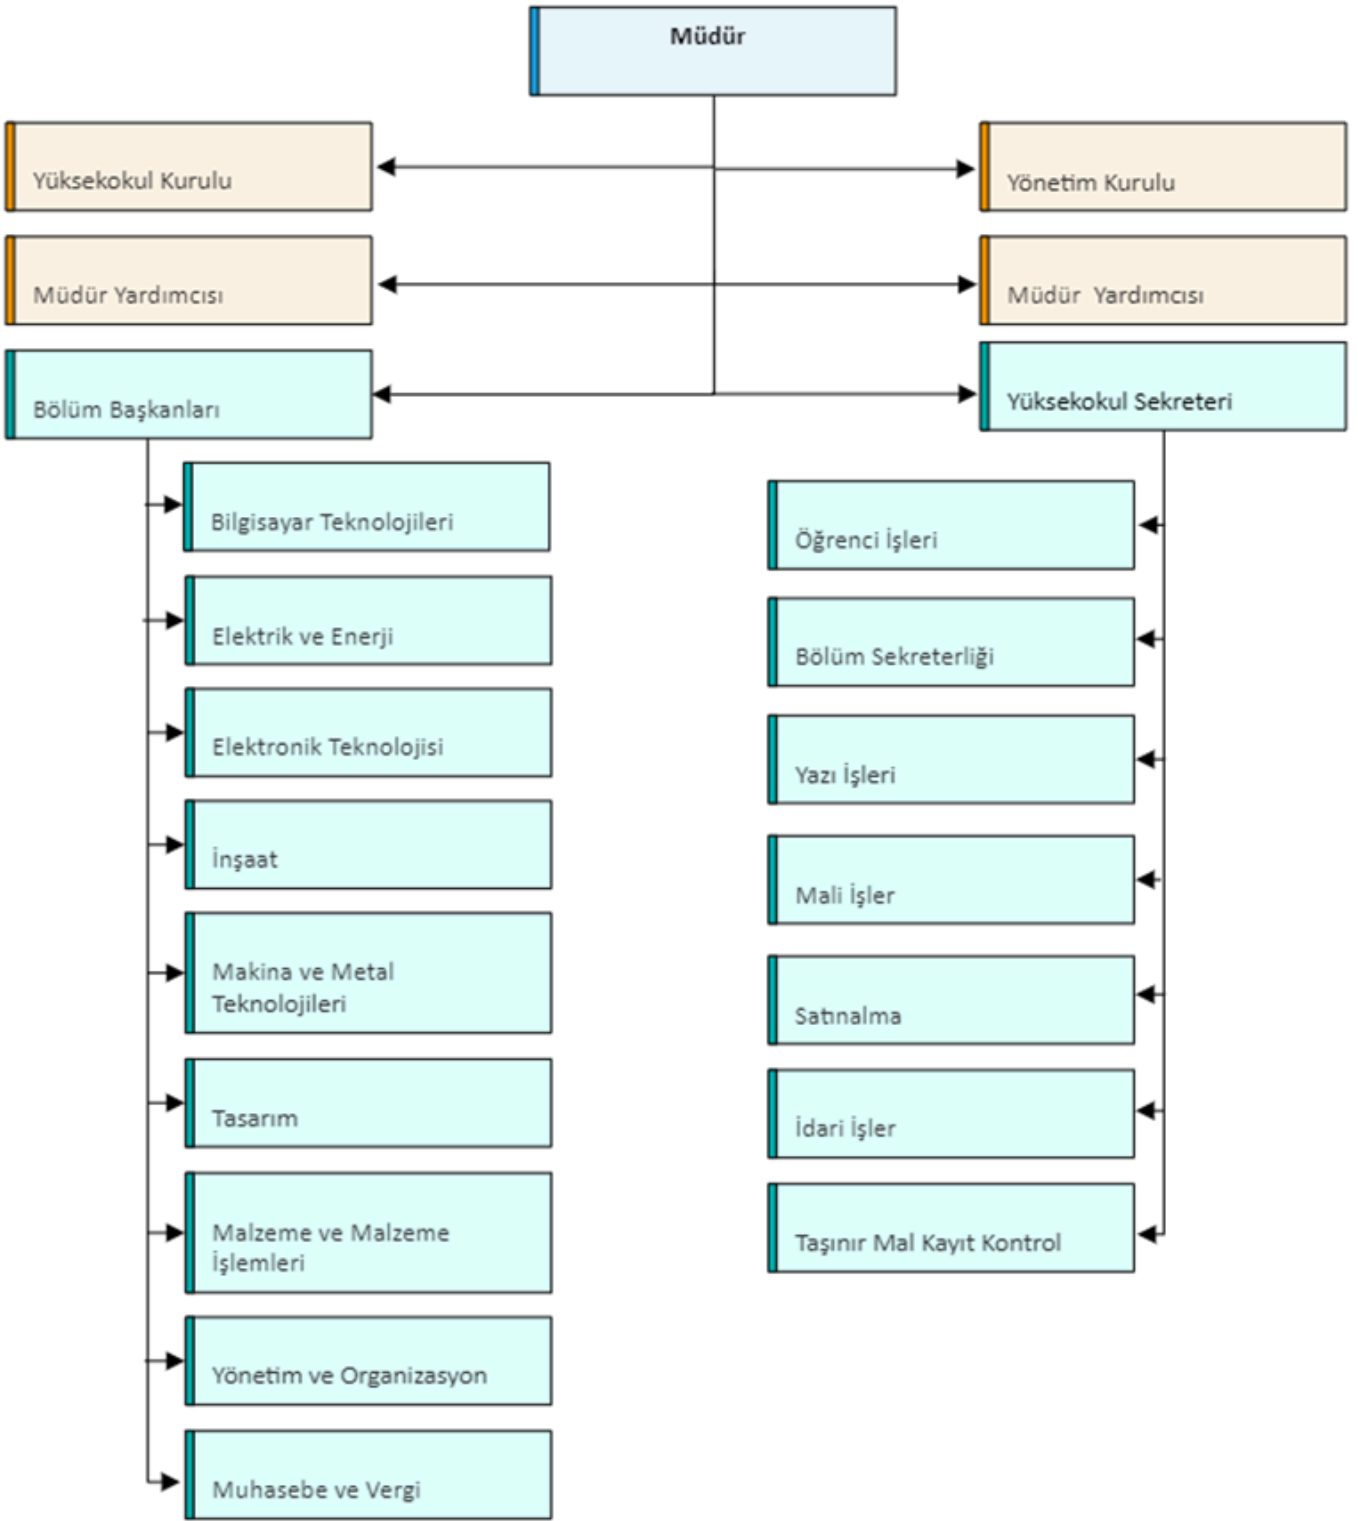 Müdür
Yüksekokul Kurulu
Yönetim Kurulu
Müdür Yardımcısı
Müdür  Yardımcısı
Bölüm Başkanları
Yüksekokul Sekreteri
Bilgisayar Teknolojileri
Elektrik ve Enerji
Elektronik Teknolojisi
İnşaat
Makina ve Metal
Teknolojileri
Tasarım
Malzeme ve Malzeme
İşlemleri
Yönetim ve Organizasyon
Muhasebe ve Vergi
Öğrenci İşleri
Bölüm Sekreterliği
Yazı İşleri
Mali İşler
Satınalma
İdari İşler
Taşınır Mal Kayıt Kontrol